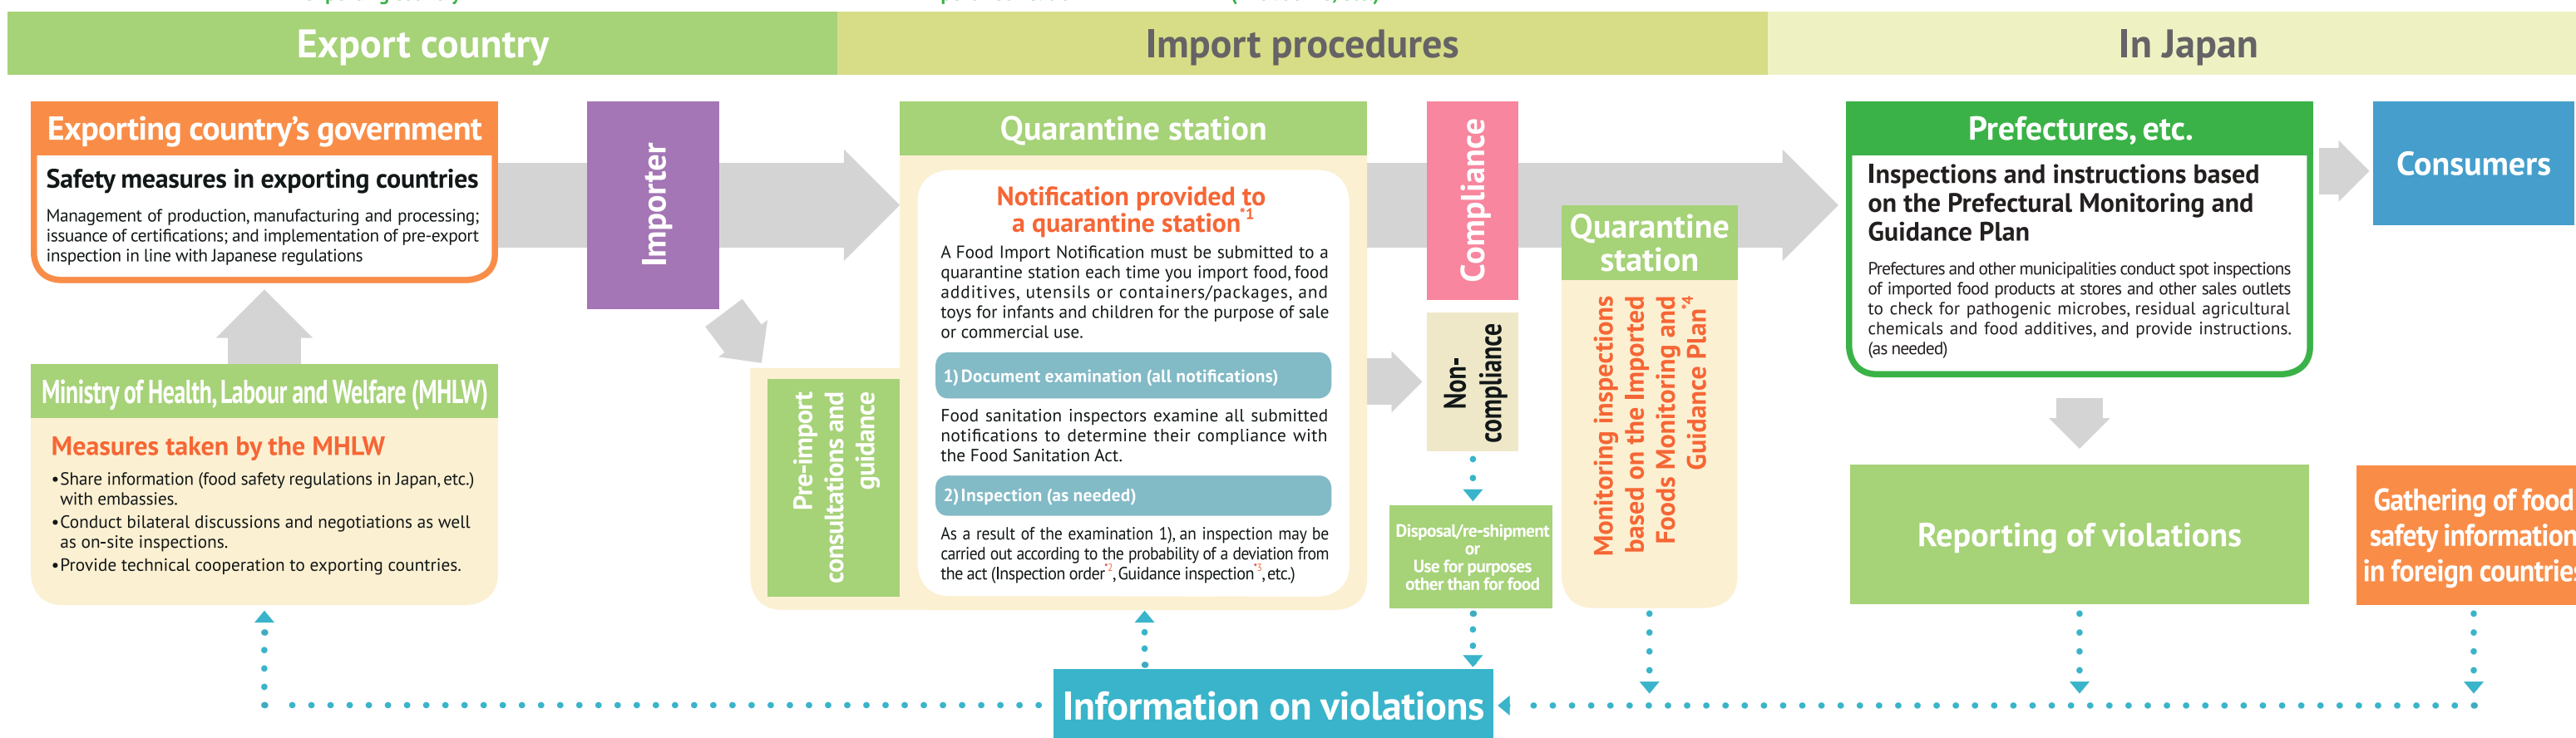 Export country
Import procedures
In Japan
Exporting country's government
Safety measures in exporting countries
Management of production, manufacturing and processing;
issuance of certifications; and implementation of pre-export
inspection in line with Japanese regulations
Ministry of Health, Labour and Welfare (MHLW)
Measures taken by the MHLW
•Share information (food safety regulations in Japan, etc.)
with embassies.
•Conduct bilateral discussions and negotiations as well
as on-site inspections.
•Provide technical cooperation to exporting countries.
Importer
Pre-import
consultations and
guidance
Quarantine station
Notification provided to
a quarantine station*1
A Food Import Notification must be submitted to a
quarantine station each time you import food, food
additives, utensils or containers/packages, and
toys for infants and children for the purpose of sale
or commercial use.
1) Document examination (all notifications)
Food sanitation inspectors examine all submitted
notifications to determine their compliance with
the Food Sanitation Act.
2) Inspection (as needed)
As a result of the examination 1), an inspection may be
carried out according to the probability of a deviation from
the act (Inspection order*2, Guidance inspection*3, etc.)
Compliance
Non-
compliance
Disposal/re-shipment
or
Use for purposes
other than for food
Quarantine
station
Monitoring inspections
based on the Imported
Foods Monitoring and
Guidance Plan*4
Prefectures, etc.
Inspections and instructions based
on the Prefectural Monitoring and
Guidance Plan
Prefectures and other municipalities conduct spot inspections
of imported food products at stores and other sales outlets
to check for pathogenic microbes, residual agricultural
chemicals and food additives, and provide instructions.
(as needed)
Consumers
Reporting of violations
Gathering of food
safety information
in foreign countries
Information on violations